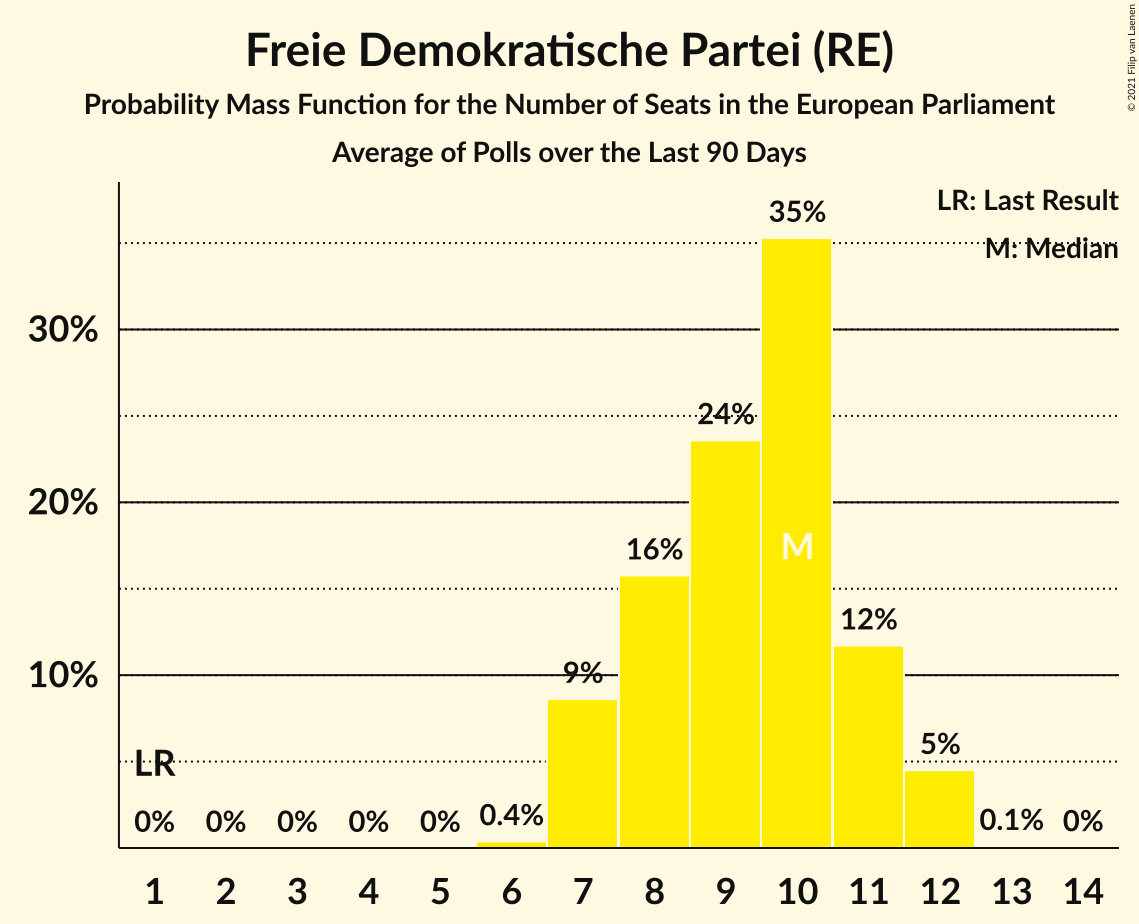 Freie Demokratische Partei (RE)
Probability Mass Function for the Number of Seats in the European Parliament
Average of Polls over the Last 90 Days
© 2021 Filip van Laenen
LR: Last Result
M: Median
35%
30%
24%
20%
16%
M
12%
10%
9%
5%
LR
0% 0% 0% 0% 0% 0.4% 0.1% 0%
1 2 3 4 5 6 7 8 9 10 11 12 13 14